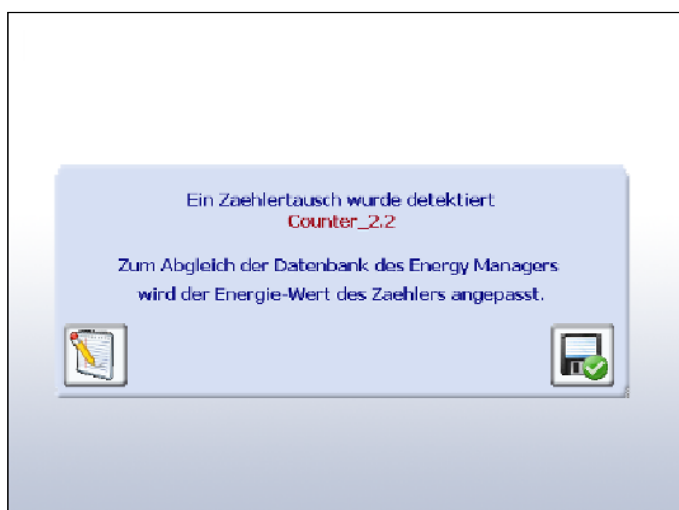 Ein Zaehlertausch wurde detektiert
Counter_2.2
Zum Abgleich der Datenbank des Energy Managers
wird der Energie-Wert des Zaehlers angepasst.